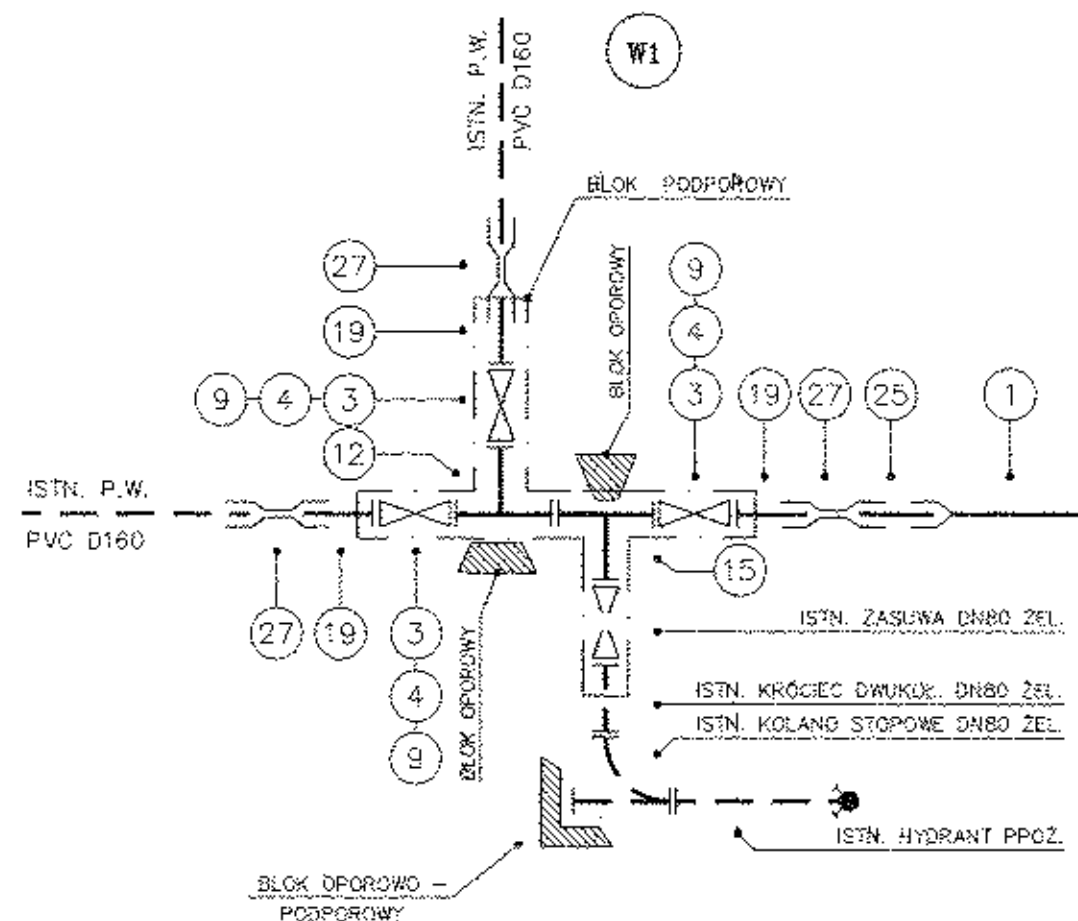 W1
ISTN. P.W.
PVC D160
BLOK PODPOROWY
BLOK OPOROWY
27
19
9 4 3
12
9
4
3
19
27
25
1
ISTN. P.W.
PVC D160
27
19
3
4
9
BLOK OPOROWY
15
ISTN. ZASUWA DN80 ŻEL.
ISTN. KRÓCIEC DWUKOŁ. DN80 ŻEL.
ISTN. KOLANO STOPOWE DN80 ŻEL.
ISTN. HYDRANT PPOŻ.
BLOK OPOROWO -
PODPOROWY